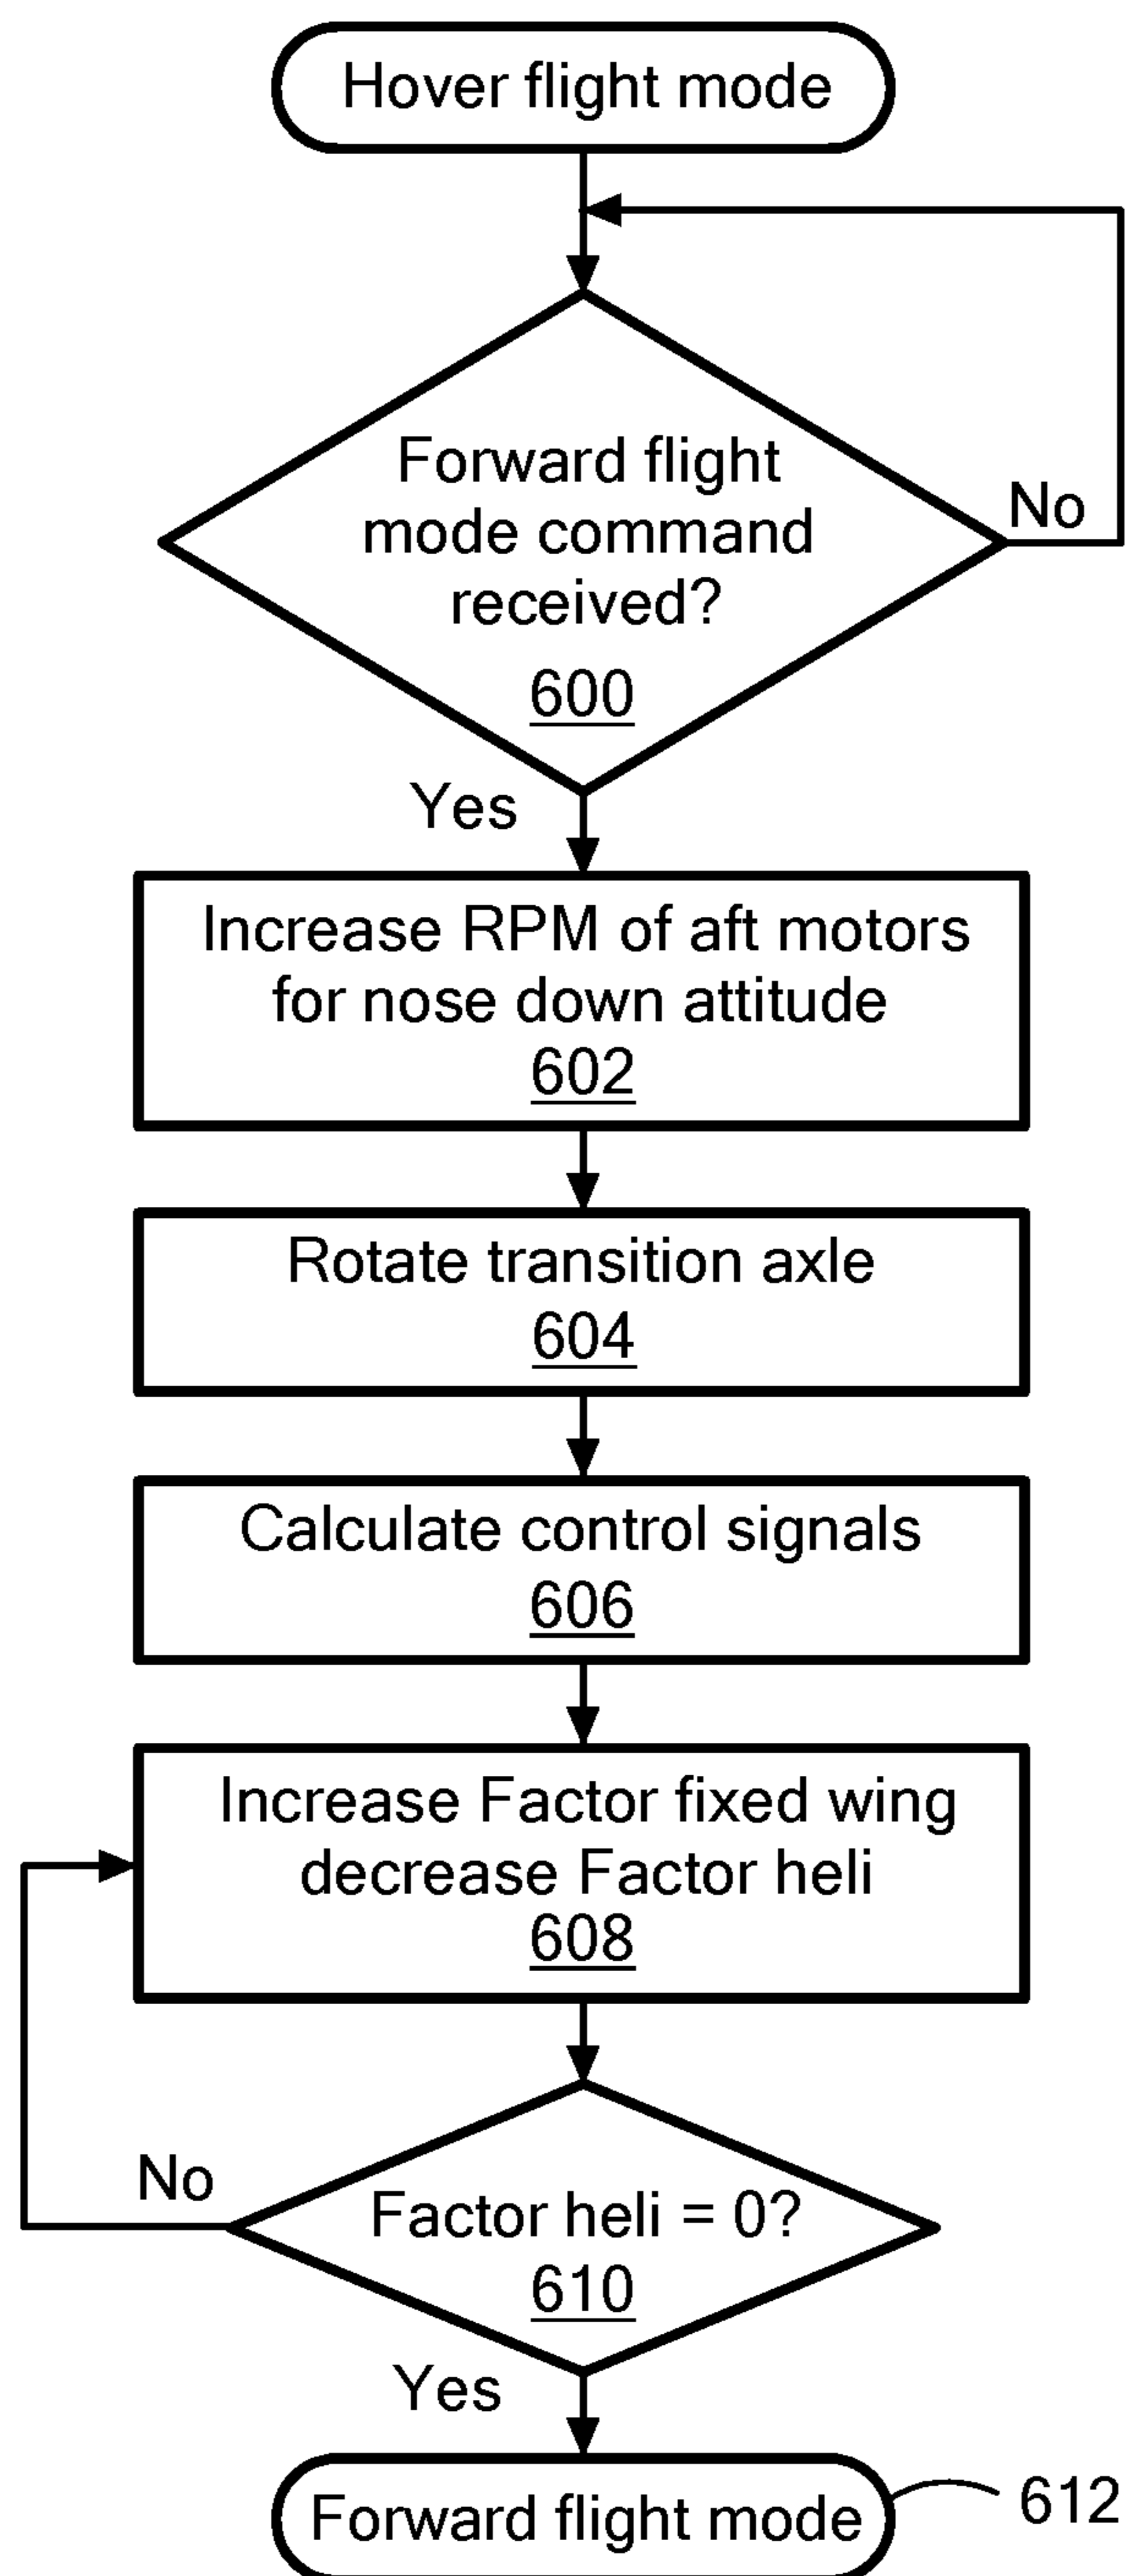 Hover flight mode
Forward flight
mode command
received?
600
No
Yes
Increase RPM of aft motors
for nose down attitude
602
Rotate transition axle
604
Calculate control signals
606
Increase Factor fixed wing
decrease Factor heli
608
No
Factor heli = 0?
610
Yes
Forward flight mode
612